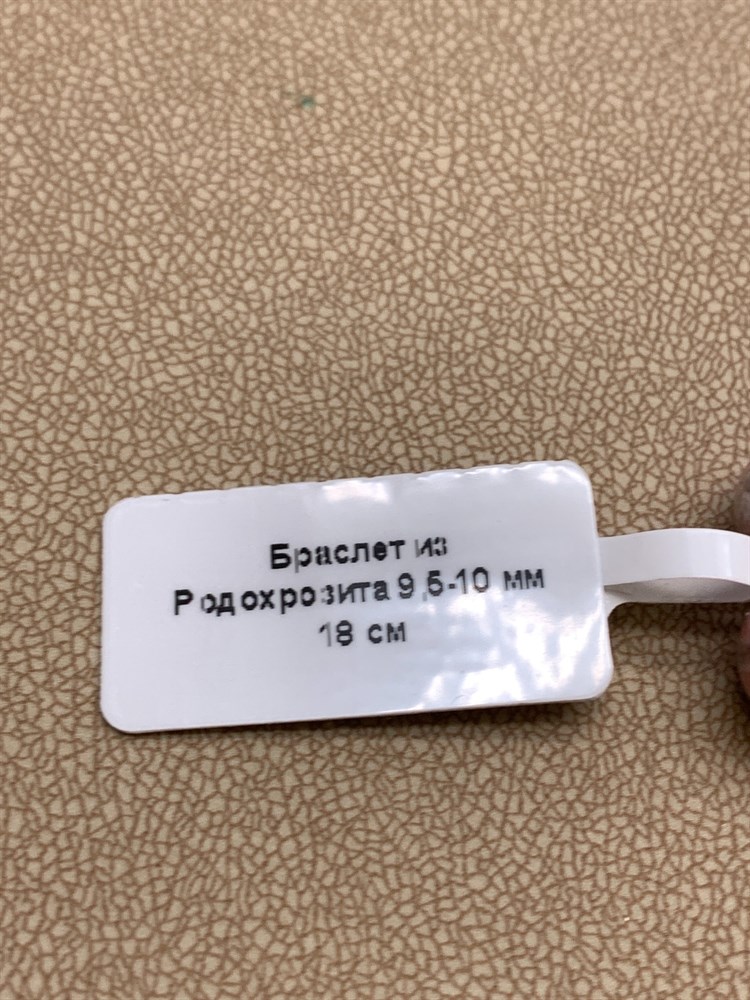 Браслет из
Родохрозита 9,5-10 мм
18 см